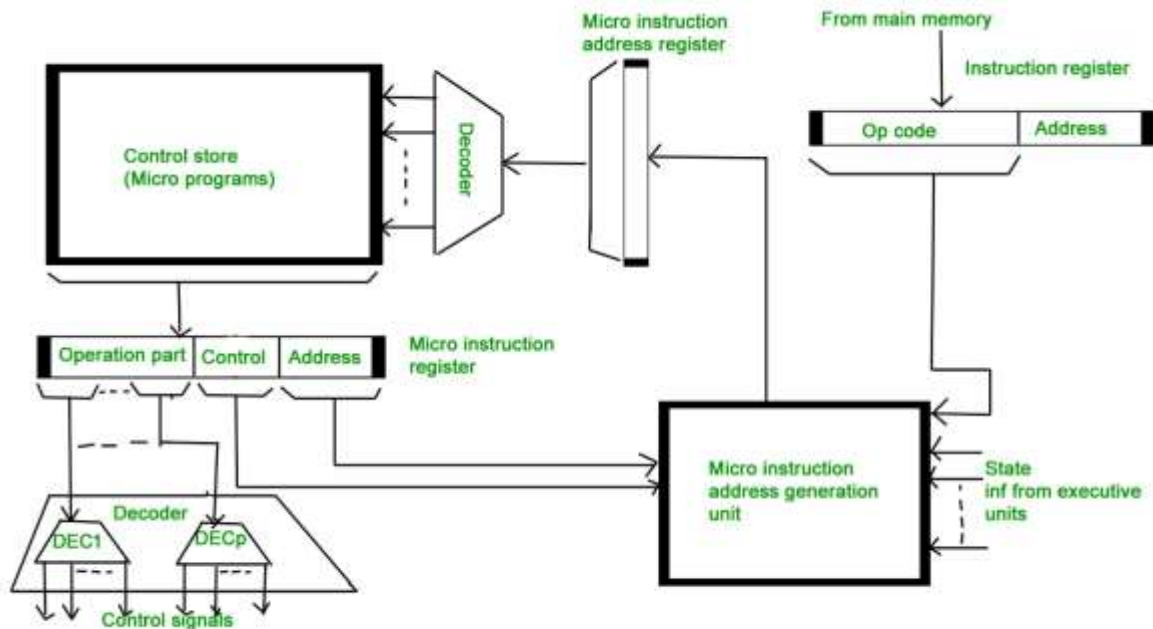 From main memory
Micro instruction
address register
Instruction register
Op code
Address
Control store
(Micro programs)
Decoder
Operation part
Control
Address
Micro instruction
register
Micro instruction
address generation
unit
State
inf from executive
units
Decoder
DEC1
DECp
Control signals